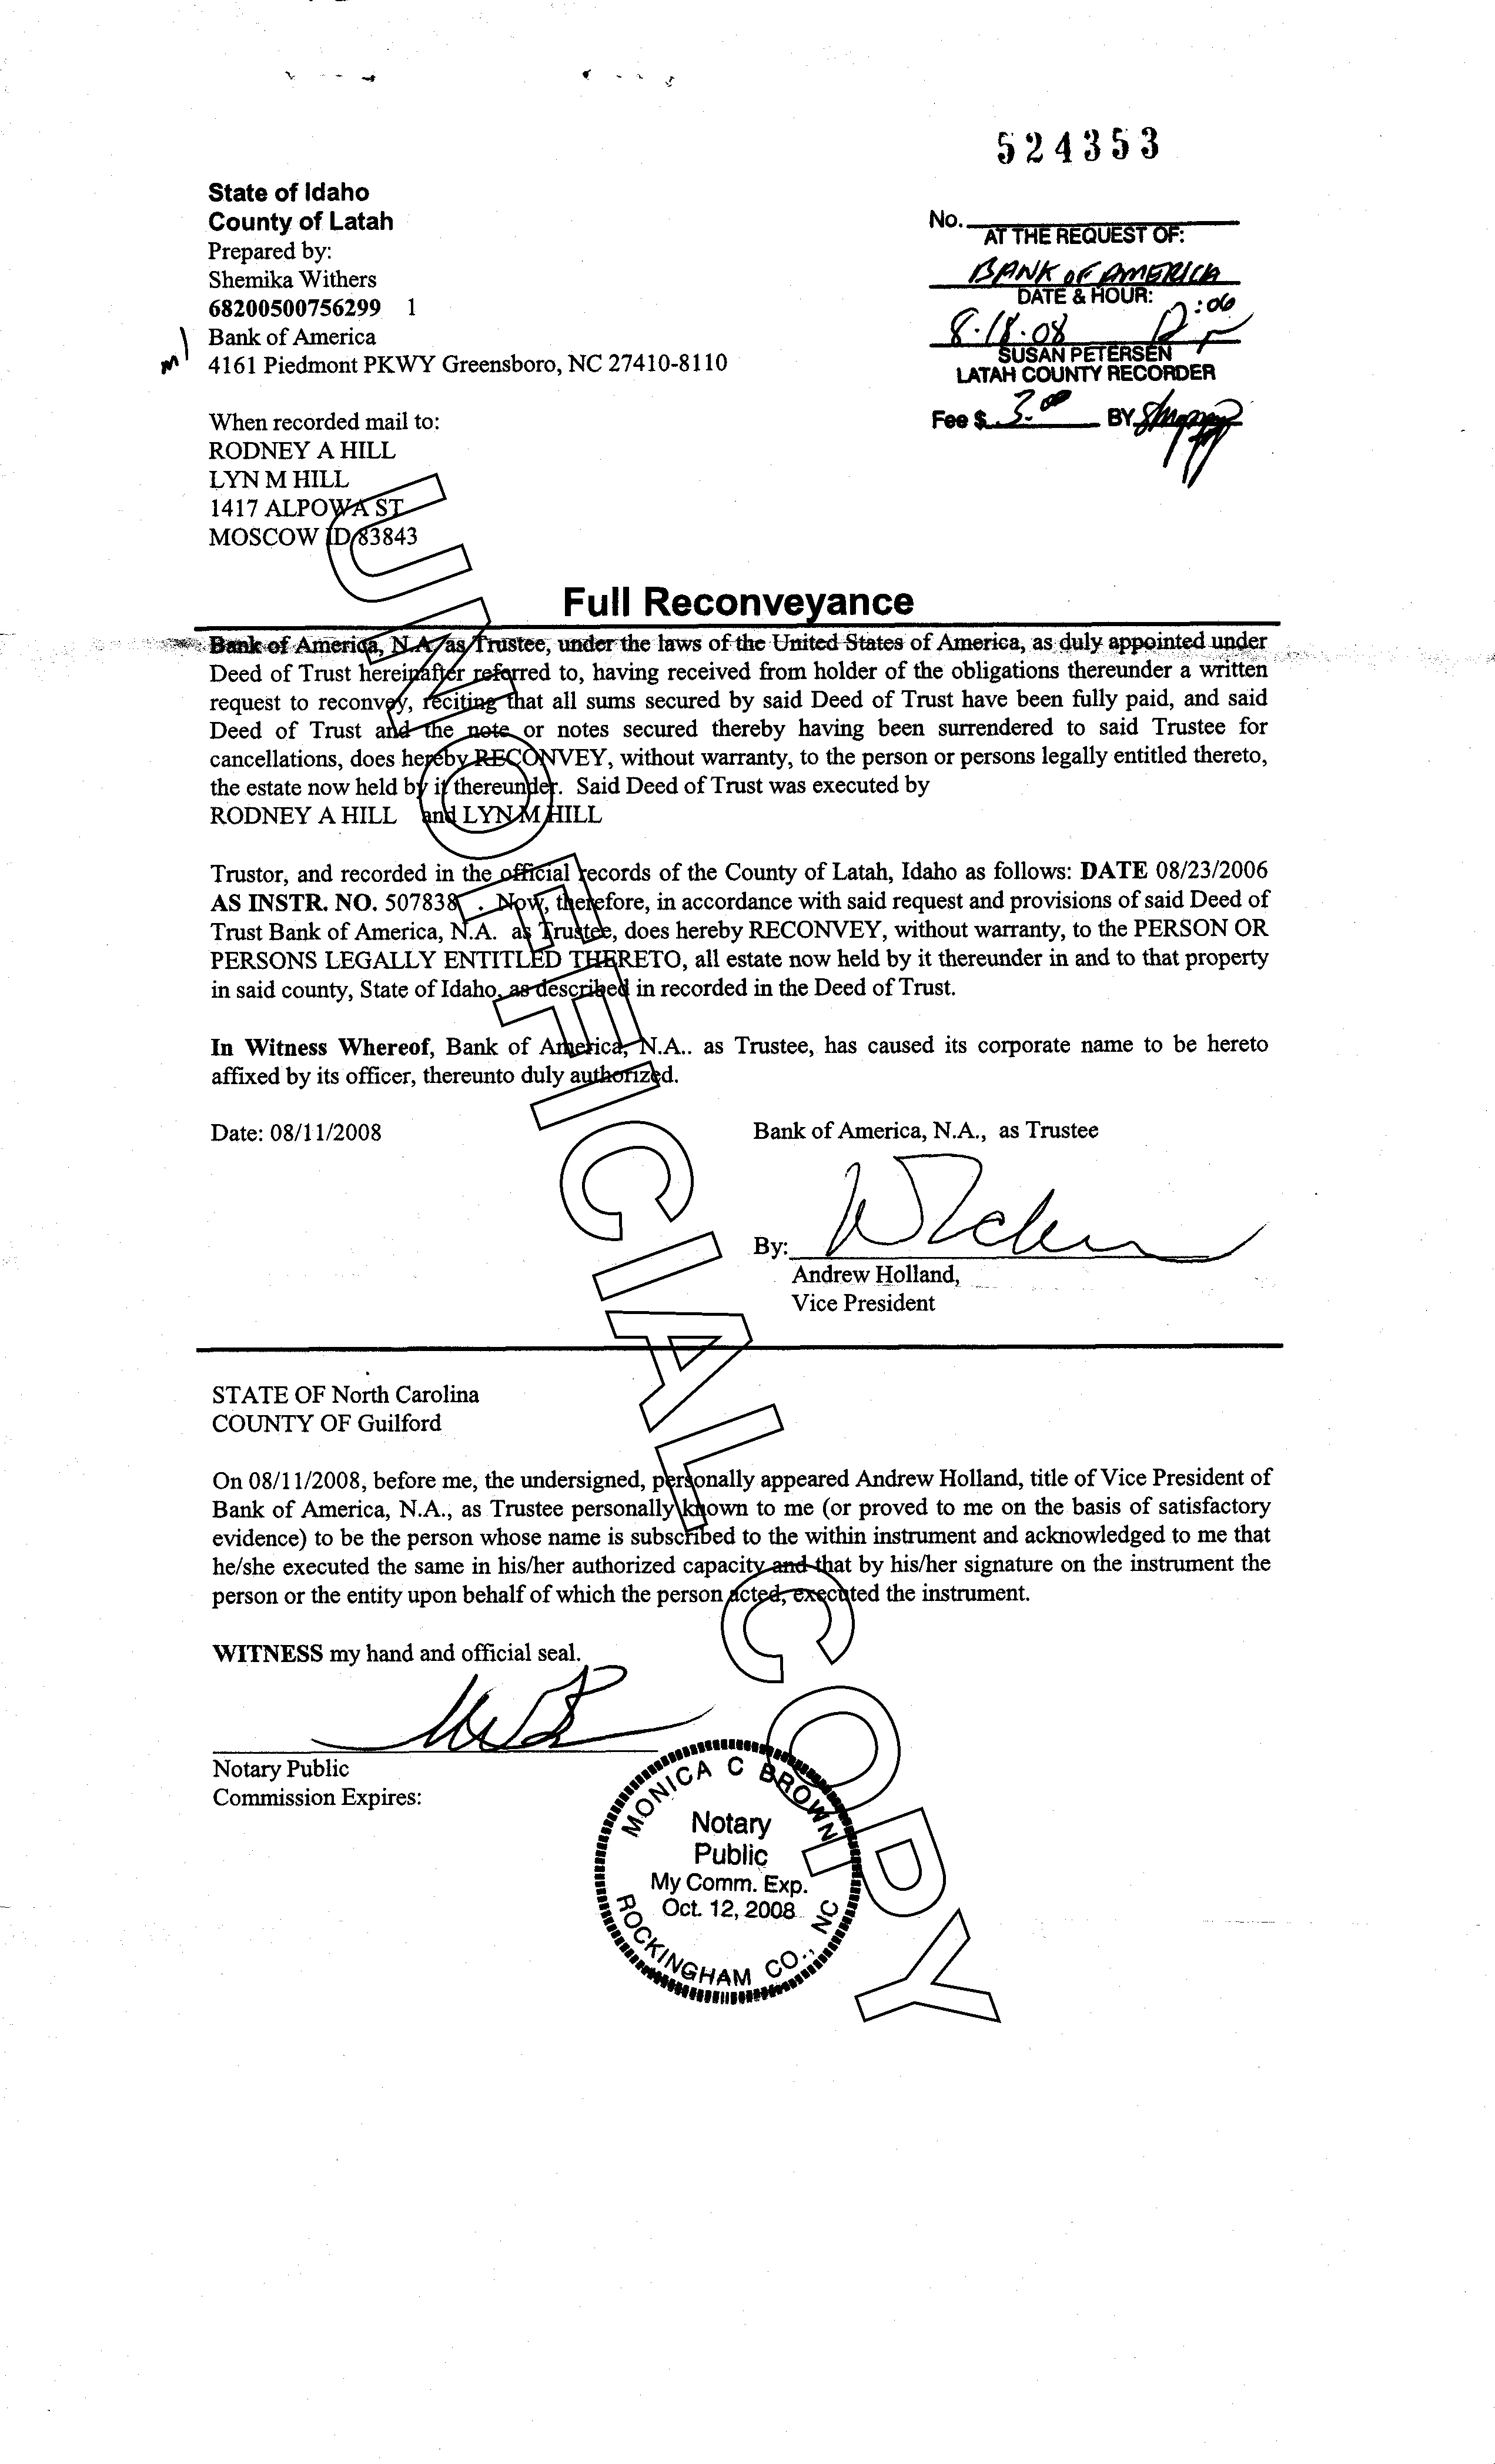 524353
State of Idaho
County of Latah
Prepared by:
Shemika Withers
68200500756299 1
Bank of America
4161 Piedmont PKWY Greensboro, NC 27410-8110
No.
AT THE REQUEST OF:
BANK OF AMERICA
DATE & HOUR:
8.18.08 12:06
SUSAN PETERSEN
LATAH COUNTY RECORDER
Fee $ 3.00 BY
When recorded mail to:
RODNEY A HILL
LYN M HILL
1417 ALPOWA ST
MOSCOW ID 83843
Full Reconveyance
Bank of America, N.A. as Trustee, under the laws of the United States of America, as duly appointed under
Deed of Trust hereinafter referred to, having received from holder of the obligations thereunder a written
request to reconvey, reciting that all sums secured by said Deed of Trust have been fully paid, and said
Deed of Trust and the note or notes secured thereby having been surrendered to said Trustee for
cancellations, does hereby RECONVEY, without warranty, to the person or persons legally entitled thereto,
the estate now held by it thereunder. Said Deed of Trust was executed by
RODNEY A HILL and LYN M HILL
Trustor, and recorded in the official records of the County of Latah, Idaho as follows: DATE 08/23/2006
AS INSTR. NO. 507838 . Now, therefore, in accordance with said request and provisions of said Deed of
Trust Bank of America, N.A. as Trustee, does hereby RECONVEY, without warranty, to the PERSON OR
PERSONS LEGALLY ENTITLED THERETO, all estate now held by it thereunder in and to that property
in said county, State of Idaho, as described in recorded in the Deed of Trust.
In Witness Whereof, Bank of America, N.A.. as Trustee, has caused its corporate name to be hereto
affixed by its officer, thereunto duly authorized.
Date: 08/11/2008
Bank of America, N.A., as Trustee
By:
Andrew Holland,
Vice President
STATE OF North Carolina
COUNTY OF Guilford
On 08/11/2008, before me, the undersigned, personally appeared Andrew Holland, title of Vice President of
Bank of America, N.A., as Trustee personally known to me (or proved to me on the basis of satisfactory
evidence) to be the person whose name is subscribed to the within instrument and acknowledged to me that
he/she executed the same in his/her authorized capacity and that by his/her signature on the instrument the
person or the entity upon behalf of which the person acted, executed the instrument.
WITNESS my hand and official seal.
Notary Public
Commission Expires:
MONICA C BROWN
Notary
Public
My Comm. Exp.
Oct. 12, 2008
ROCKINGHAM CO., NC
UNOFFICIAL COPY